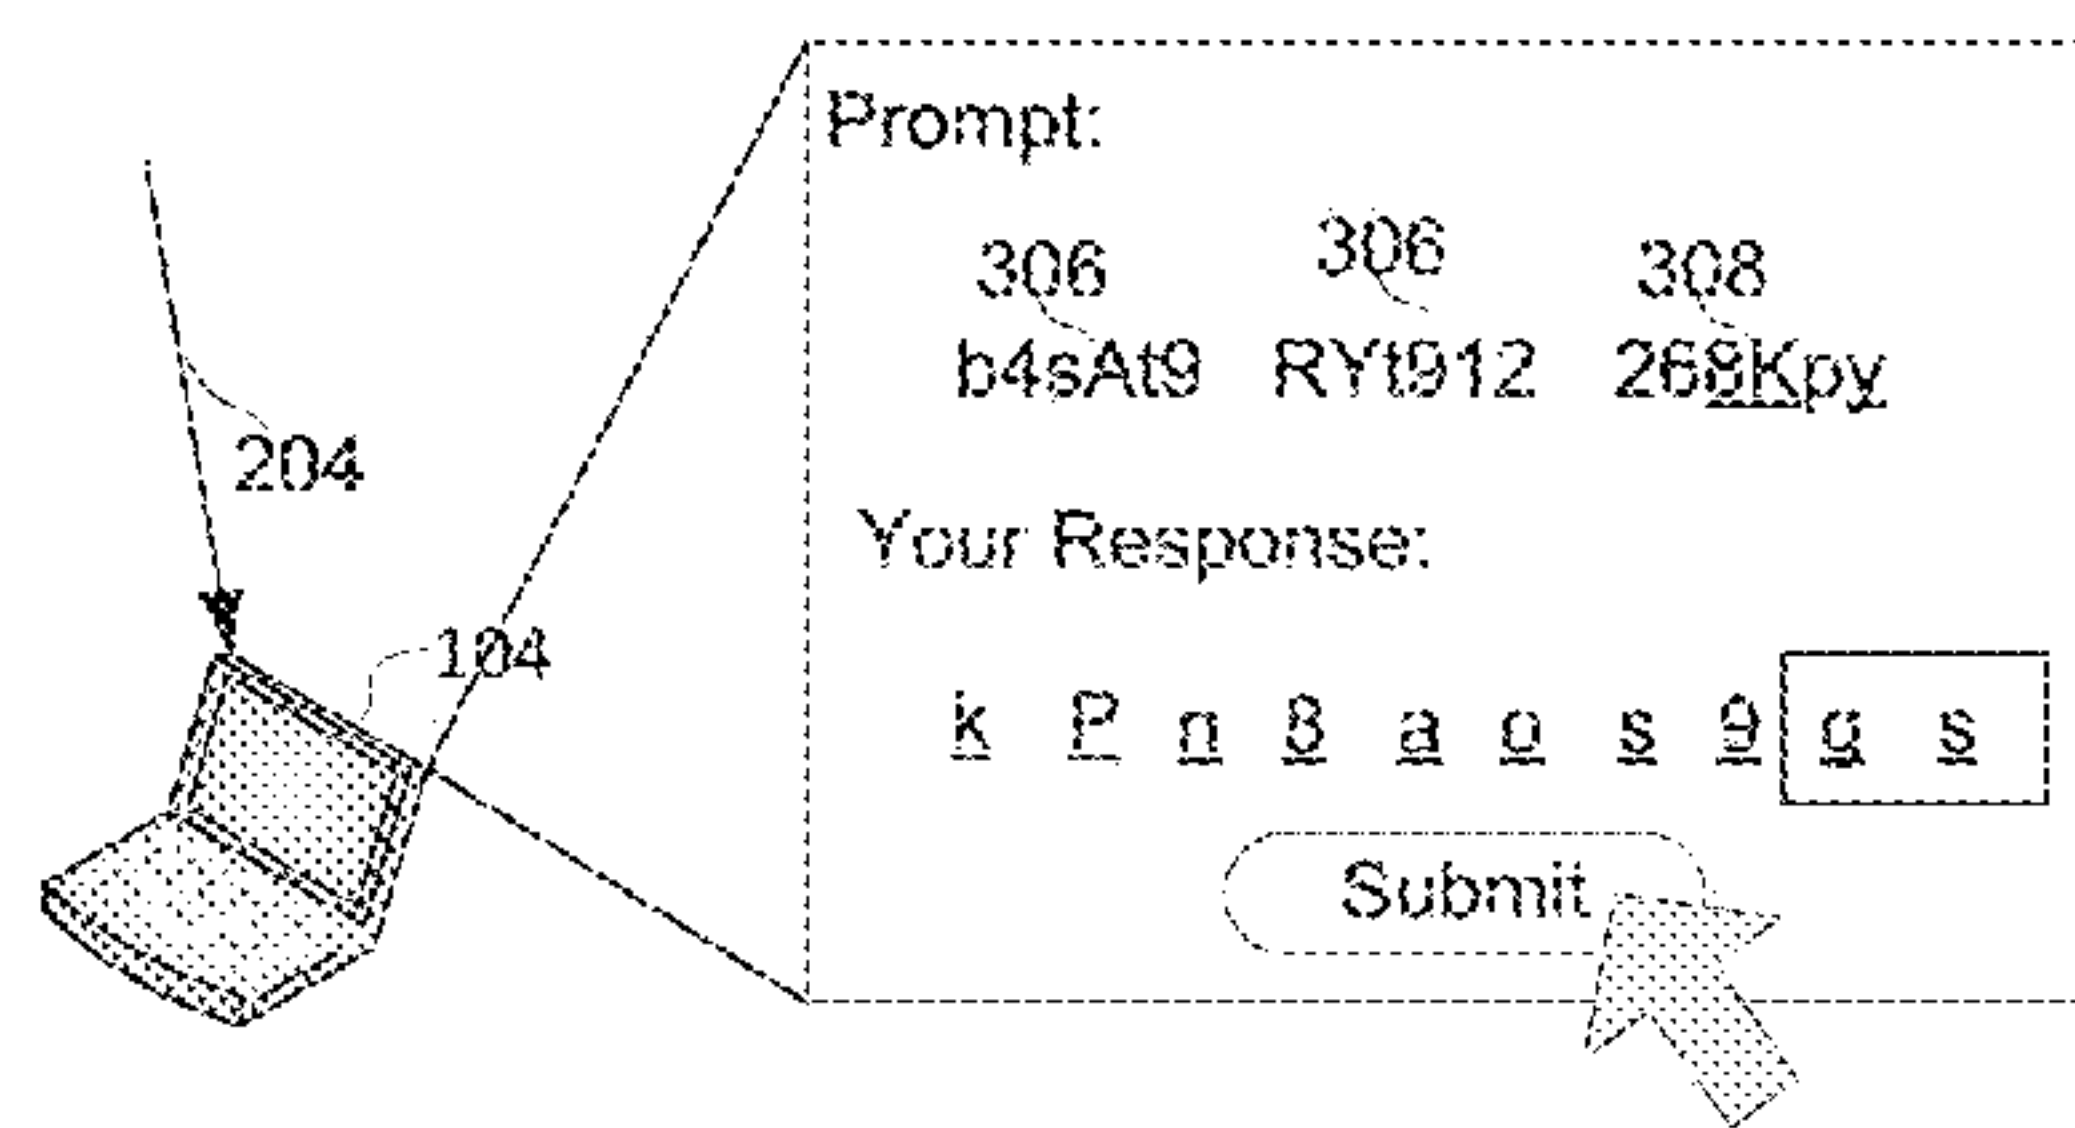 Prompt:
306 306 308
b4sAt9 RYt912 268Kpy
204
Your Response:
104
k P n 8 a o s 9 g s
Submit